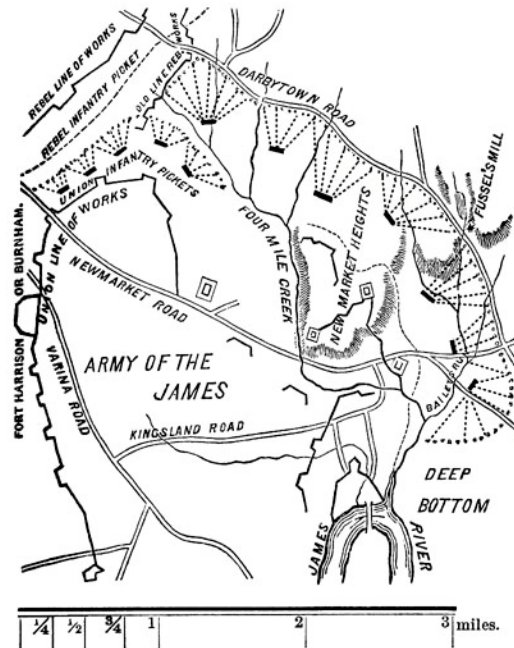 REBEL LINE OF WORKS
REBEL INFANTRY PICKET
OLD LINE REB. WORKS
DARBYTOWN ROAD
UNION INFANTRY PICKETS
UNION LINE OF WORKS
FORT HARRISON OR BURNHAM.
NEWMARKET ROAD
FOUR MILE CREEK
NEW MARKET HEIGHTS
FUSSEL'S MILL
VARINA ROAD
ARMY OF THE
JAMES
KINGSLAND ROAD
DEEP
BOTTOM
JAMES
RIVER
1/4 1/2 3/4 1 2 3 miles.